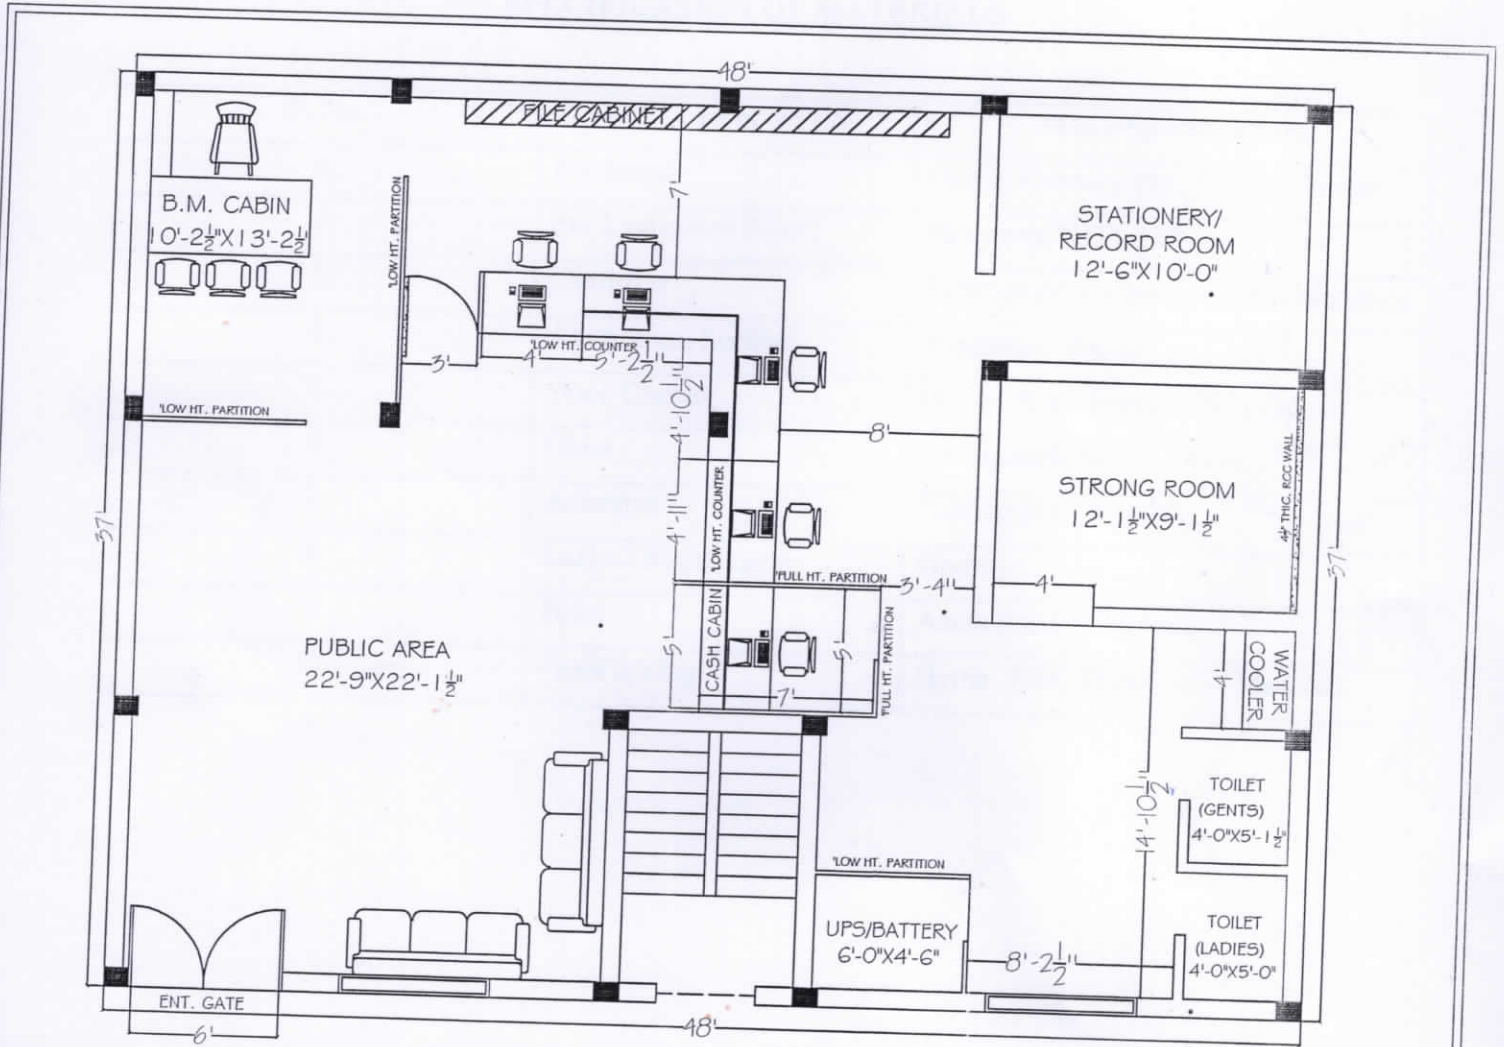 48'
FILE CABINET
B.M. CABIN
10'-2½"X13'-2½
LOW HT. PARTITION
7'
STATIONERY/
RECORD ROOM
12'-6"X10'-0"
'LOW HT. COUNTER
3'
4'
5'-2½"
4'-10½"
'LOW HT. PARTITION
8'
37'
4'-11"
'LOW HT. COUNTER
STRONG ROOM
12'-1½"X9'-1½"
THIC. RCC WALL
37'
'FULL HT. PARTITION
3'-4"
4'
PUBLIC AREA
22'-9"X22'-1½"
5'
CASH CABIN
5'
7'
FULL HT. PARTITION
4'
WATER
COOLER
14'-10½"
TOILET
(GENTS)
4'-0"X5'-1½"
'LOW HT. PARTITION
UPS/BATTERY
6'-0"X4'-6"
8'-2½"
TOILET
(LADIES)
4'-0"X5'-0"
ENT. GATE
6'
48'